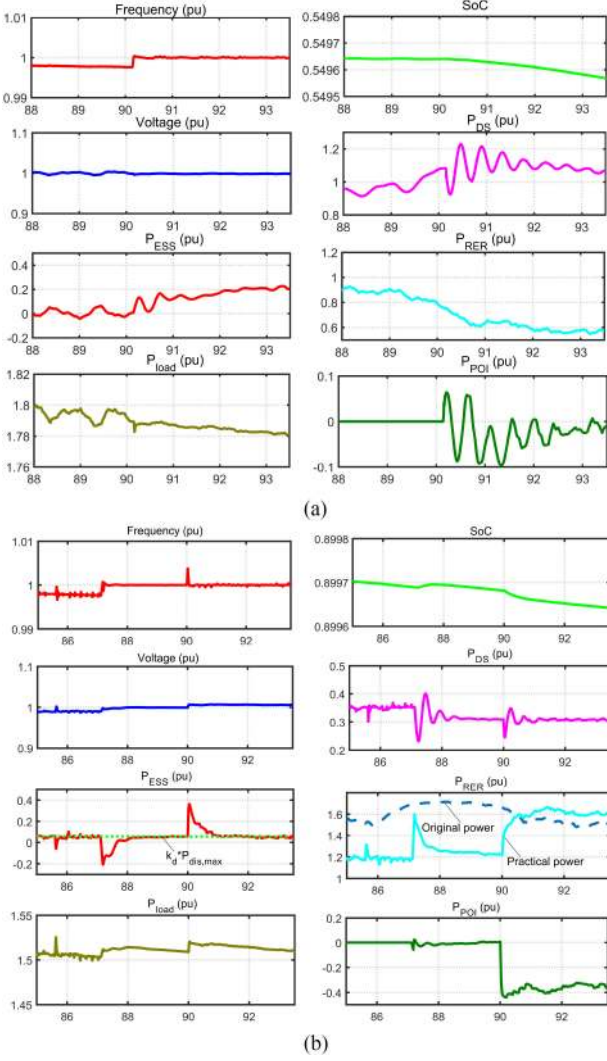 Frequency (pu)
SoC
1.01
1
0.99
88 89 90 91 92 93
0.5498
0.5497
0.5496
0.5495
88 89 90 91 92 93
Voltage (pu)
P_DS (pu)
1.1
1
0.9
88 89 90 91 92 93
1.2
1
0.8
88 89 90 91 92 93
P_ESS (pu)
P_RER (pu)
0.4
0.2
0
-0.2
88 89 90 91 92 93
1.2
1
0.8
0.6
88 89 90 91 92 93
P_load (pu)
P_POI (pu)
1.82
1.8
1.78
1.76
88 89 90 91 92 93
0.1
0
-0.1
88 89 90 91 92 93
(a)
Frequency (pu)
SoC
1.01
1
0.99
86 88 90 92
0.8998
0.8997
0.8996
86 88 90 92
Voltage (pu)
P_DS (pu)
1.1
1
0.9
86 88 90 92
0.5
0.4
0.3
0.2
86 88 90 92
P_ESS (pu)
P_RER (pu)
0.4
0.2
0
-0.2
k_d*P_dis,max
86 88 90 92
1.6
1.4
1.2
1
Original power
Practical power
86 88 90 92
P_load (pu)
P_POI (pu)
1.55
1.5
1.45
86 88 90 92
0.2
0
-0.2
-0.4
86 88 90 92
(b)